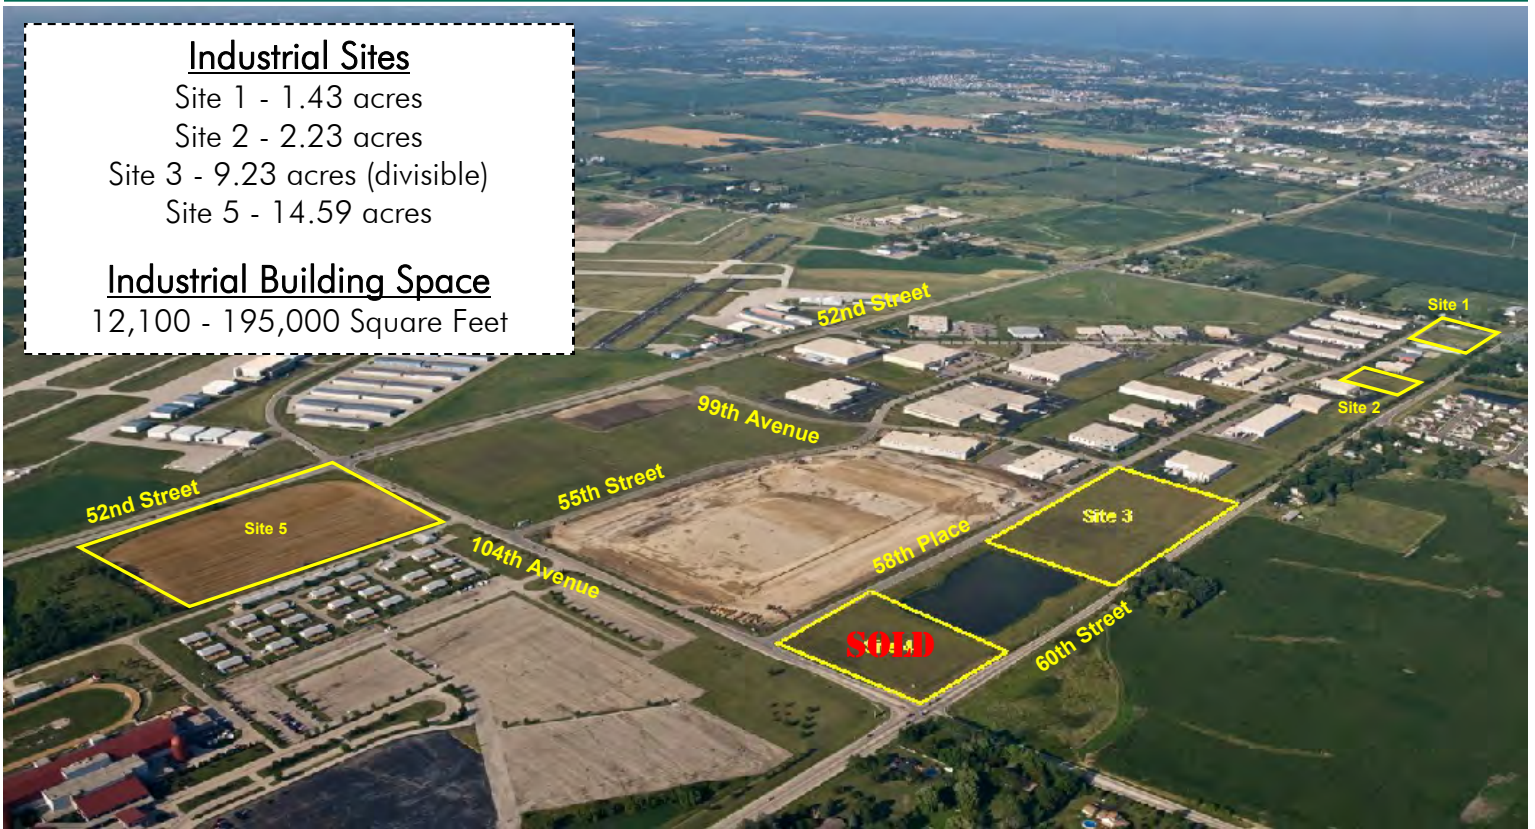 Industrial Sites
Site 1 - 1.43 acres
Site 2 - 2.23 acres
Site 3 - 9.23 acres (divisible)
Site 5 - 14.59 acres
Industrial Building Space
12,100 - 195,000 Square Feet
52nd Street
Site 1
Site 2
99th Avenue
55th Street
52nd Street
Site 5
Site 3
104th Avenue
58th Place
SOLD
60th Street